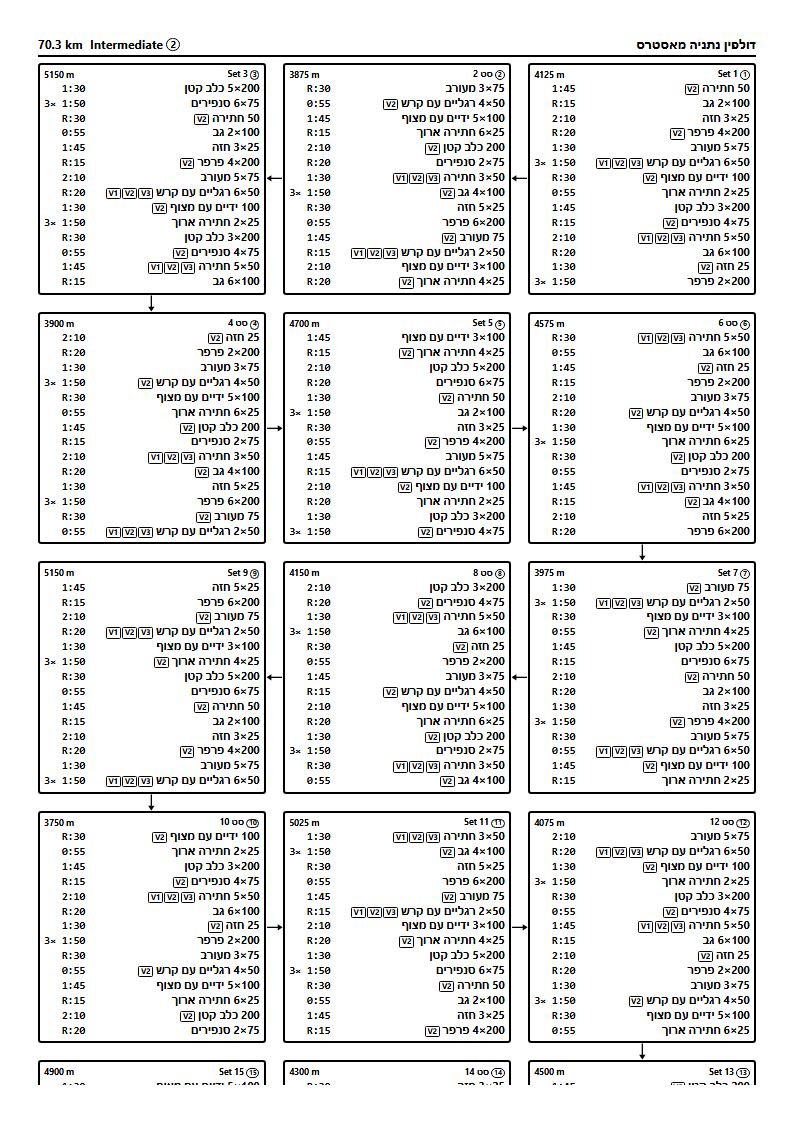 דולפין נתניה מאסטרס
70.3 km Intermediate ②
① Set 1 4125 m
50 חתירה V2 1:45
2×100 גב R:15
3×25 חזה 2:10
4×200 פרפר V2 R:20
5×75 מעורב 1:30
6×50 רגליים עם קרש V1 V2 V3 3× 1:50
100 ידיים עם מצוף V2 R:30
2×25 חתירה ארוך 0:55
3×200 כלב קטן 1:45
4×75 סנפירים V2 R:15
5×50 חתירה V1 V2 V3 2:10
6×100 גב R:20
25 חזה V2 1:30
2×200 פרפר 3× 1:50
② סט 2 3875 m
3×75 מעורב R:30
4×50 רגליים עם קרש V2 0:55
5×100 ידיים עם מצוף 1:45
6×25 חתירה ארוך R:15
200 כלב קטן V2 2:10
2×75 סנפירים R:20
3×50 חתירה V1 V2 V3 1:30
4×100 גב V2 3× 1:50
5×25 חזה R:30
6×200 פרפר 0:55
75 מעורב V2 1:45
2×50 רגליים עם קרש V1 V2 V3 R:15
3×100 ידיים עם מצוף 2:10
4×25 חתירה ארוך V2 R:20
③ Set 3 5150 m
5×200 כלב קטן 1:30
6×75 סנפירים 3× 1:50
50 חתירה V2 R:30
2×100 גב 0:55
3×25 חזה 1:45
4×200 פרפר V2 R:15
5×75 מעורב 2:10
6×50 רגליים עם קרש V1 V2 V3 R:20
100 ידיים עם מצוף V2 1:30
2×25 חתירה ארוך 3× 1:50
3×200 כלב קטן R:30
4×75 סנפירים V2 0:55
5×50 חתירה V1 V2 V3 1:45
6×100 גב R:15
④ סט 4 3900 m
25 חזה V2 2:10
2×200 פרפר R:20
3×75 מעורב 1:30
4×50 רגליים עם קרש V2 3× 1:50
5×100 ידיים עם מצוף R:30
6×25 חתירה ארוך 0:55
200 כלב קטן V2 1:45
2×75 סנפירים R:15
3×50 חתירה V1 V2 V3 2:10
4×100 גב V2 R:20
5×25 חזה 1:30
6×200 פרפר 3× 1:50
75 מעורב V2 R:30
2×50 רגליים עם קרש V1 V2 V3 0:55
⑤ Set 5 4700 m
3×100 ידיים עם מצוף 1:45
4×25 חתירה ארוך V2 R:15
5×200 כלב קטן 2:10
6×75 סנפירים R:20
50 חתירה V2 1:30
2×100 גב 3× 1:50
3×25 חזה R:30
4×200 פרפר V2 0:55
5×75 מעורב 1:45
6×50 רגליים עם קרש V1 V2 V3 R:15
100 ידיים עם מצוף V2 2:10
2×25 חתירה ארוך R:20
3×200 כלב קטן 1:30
4×75 סנפירים V2 3× 1:50
⑥ סט 6 4575 m
5×50 חתירה V1 V2 V3 R:30
6×100 גב 0:55
25 חזה V2 1:45
2×200 פרפר R:15
3×75 מעורב 2:10
4×50 רגליים עם קרש V2 R:20
5×100 ידיים עם מצוף 1:30
6×25 חתירה ארוך 3× 1:50
200 כלב קטן V2 R:30
2×75 סנפירים 0:55
3×50 חתירה V1 V2 V3 1:45
4×100 גב V2 R:15
5×25 חזה 2:10
6×200 פרפר R:20
⑦ Set 7 3975 m
75 מעורב V2 1:30
2×50 רגליים עם קרש V1 V2 V3 3× 1:50
3×100 ידיים עם מצוף R:30
4×25 חתירה ארוך V2 0:55
5×200 כלב קטן 1:45
6×75 סנפירים R:15
50 חתירה V2 2:10
2×100 גב R:20
3×25 חזה 1:30
4×200 פרפר V2 3× 1:50
5×75 מעורב R:30
6×50 רגליים עם קרש V1 V2 V3 0:55
100 ידיים עם מצוף V2 1:45
2×25 חתירה ארוך R:15
⑧ סט 8 4150 m
3×200 כלב קטן 2:10
4×75 סנפירים V2 R:20
5×50 חתירה V1 V2 V3 1:30
6×100 גב 3× 1:50
25 חזה V2 R:30
2×200 פרפר 0:55
3×75 מעורב 1:45
4×50 רגליים עם קרש V2 R:15
5×100 ידיים עם מצוף 2:10
6×25 חתירה ארוך R:20
200 כלב קטן V2 1:30
2×75 סנפירים 3× 1:50
3×50 חתירה V1 V2 V3 R:30
4×100 גב V2 0:55
⑨ Set 9 5150 m
5×25 חזה 1:45
6×200 פרפר R:15
75 מעורב V2 2:10
2×50 רגליים עם קרש V1 V2 V3 R:20
3×100 ידיים עם מצוף 1:30
4×25 חתירה ארוך V2 3× 1:50
5×200 כלב קטן R:30
6×75 סנפירים 0:55
50 חתירה V2 1:45
2×100 גב R:15
3×25 חזה 2:10
4×200 פרפר V2 R:20
5×75 מעורב 1:30
6×50 רגליים עם קרש V1 V2 V3 3× 1:50
⑩ סט 10 3750 m
100 ידיים עם מצוף V2 R:30
2×25 חתירה ארוך 0:55
3×200 כלב קטן 1:45
4×75 סנפירים V2 R:15
5×50 חתירה V1 V2 V3 2:10
6×100 גב R:20
25 חזה V2 1:30
2×200 פרפר 3× 1:50
3×75 מעורב R:30
4×50 רגליים עם קרש V2 0:55
5×100 ידיים עם מצוף 1:45
6×25 חתירה ארוך R:15
200 כלב קטן V2 2:10
2×75 סנפירים R:20
⑪ Set 11 5025 m
3×50 חתירה V1 V2 V3 1:30
4×100 גב V2 3× 1:50
5×25 חזה R:30
6×200 פרפר 0:55
75 מעורב V2 1:45
2×50 רגליים עם קרש V1 V2 V3 R:15
3×100 ידיים עם מצוף 2:10
4×25 חתירה ארוך V2 R:20
5×200 כלב קטן 1:30
6×75 סנפירים 3× 1:50
50 חתירה V2 R:30
2×100 גב 0:55
3×25 חזה 1:45
4×200 פרפר V2 R:15
⑫ סט 12 4075 m
5×75 מעורב 2:10
6×50 רגליים עם קרש V1 V2 V3 R:20
100 ידיים עם מצוף V2 1:30
2×25 חתירה ארוך 3× 1:50
3×200 כלב קטן R:30
4×75 סנפירים V2 0:55
5×50 חתירה V1 V2 V3 1:45
6×100 גב R:15
25 חזה V2 2:10
2×200 פרפר R:20
3×75 מעורב 1:30
4×50 רגליים עם קרש V2 3× 1:50
5×100 ידיים עם מצוף R:30
6×25 חתירה ארוך 0:55
⑬ Set 13 4500 m
⑭ סט 14 4300 m
⑮ Set 15 4900 m